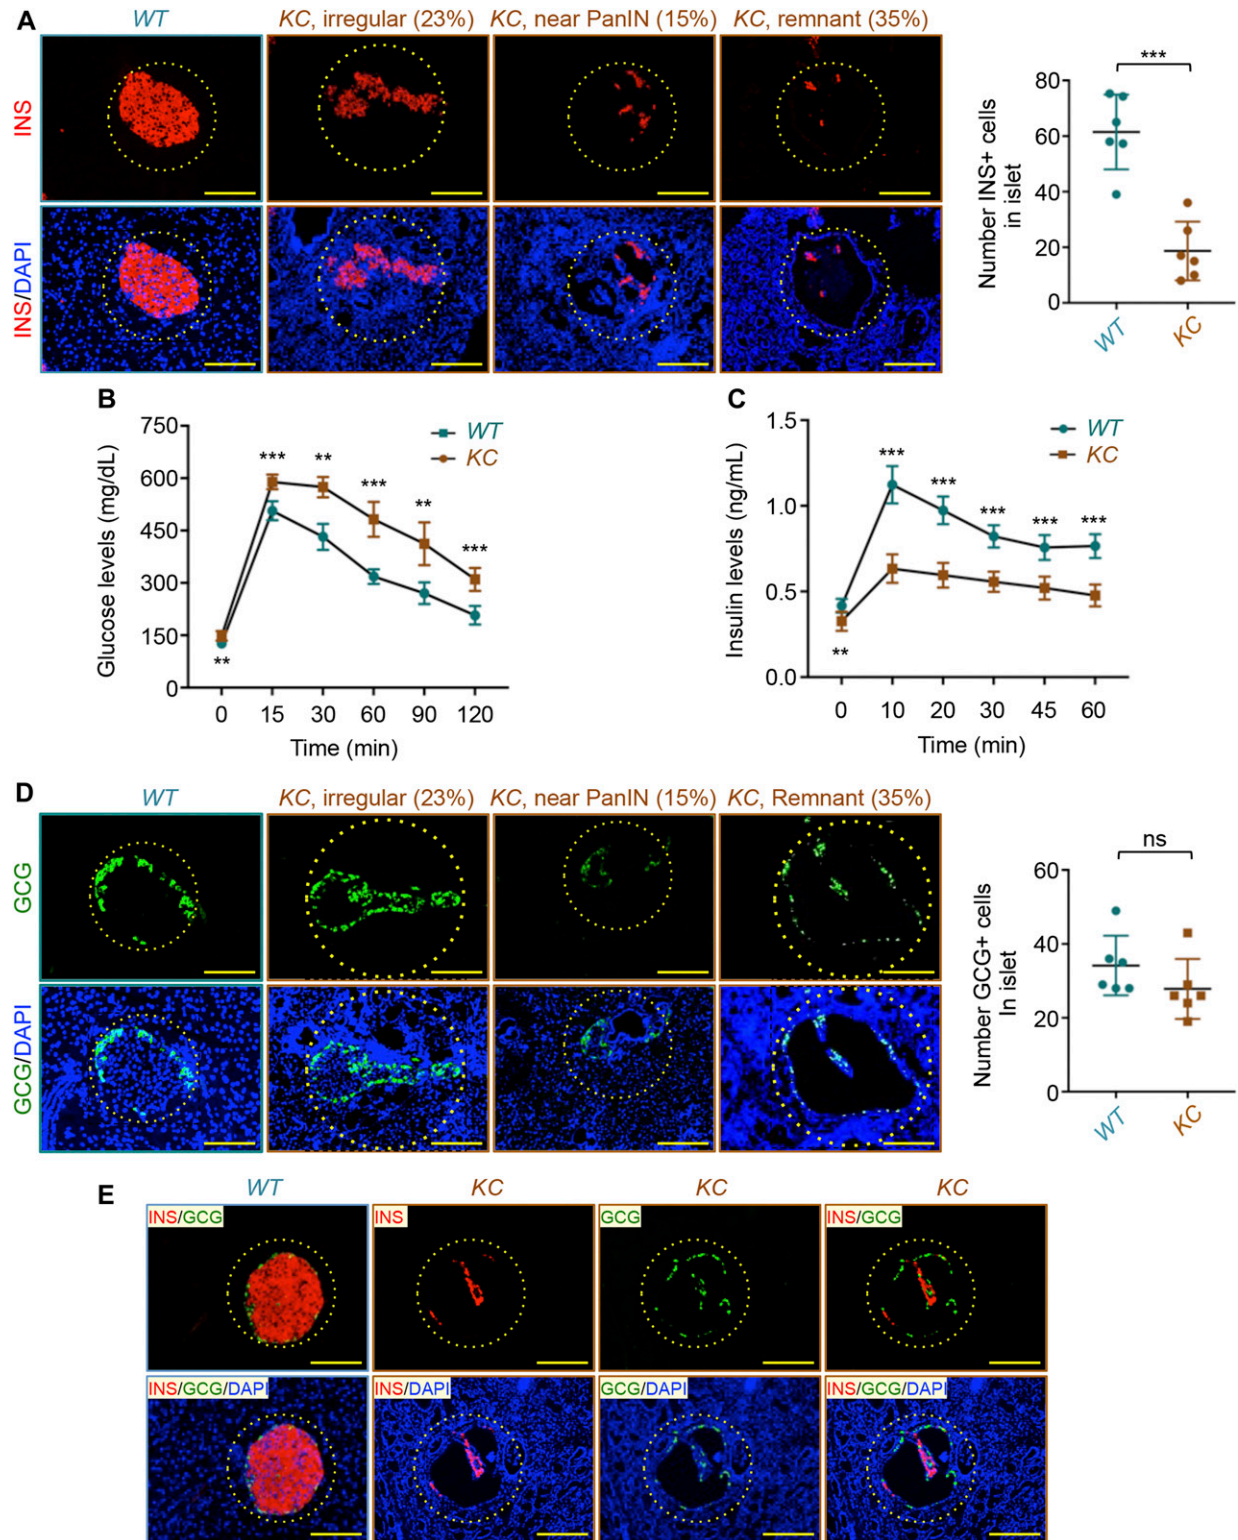 A
WT
KC, irregular (23%)
KC, near PanIN (15%)
KC, remnant (35%)
INS
INS/DAPI
***
80
60
40
20
0
Number INS+ cells
in islet
WT
KC
B
750
600
450
300
150
0
Glucose levels (mg/dL)
WT
KC
***
**
***
**
***
**
0 15 30 60 90 120
Time (min)
C
1.5
1.0
0.5
0.0
Insulin levels (ng/mL)
WT
KC
***
***
***
***
***
**
0 10 20 30 45 60
Time (min)
D
WT
KC, irregular (23%)
KC, near PanIN (15%)
KC, Remnant (35%)
GCG
GCG/DAPI
ns
60
40
20
0
Number GCG+ cells
In islet
WT
KC
E
WT
KC
KC
KC
INS/GCG
INS
GCG
INS/GCG
INS/GCG/DAPI
INS/DAPI
GCG/DAPI
INS/GCG/DAPI